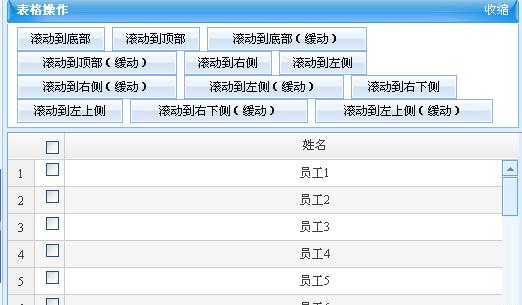 表格操作 收缩
滚动到底部 滚动到顶部 滚动到底部（缓动）
滚动到顶部（缓动） 滚动到右侧 滚动到左侧
滚动到右侧（缓动） 滚动到左侧（缓动） 滚动到右下侧
滚动到左上侧 滚动到右下侧（缓动） 滚动到左上侧（缓动）
姓名
1 员工1
2 员工2
3 员工3
4 员工4
5 员工5